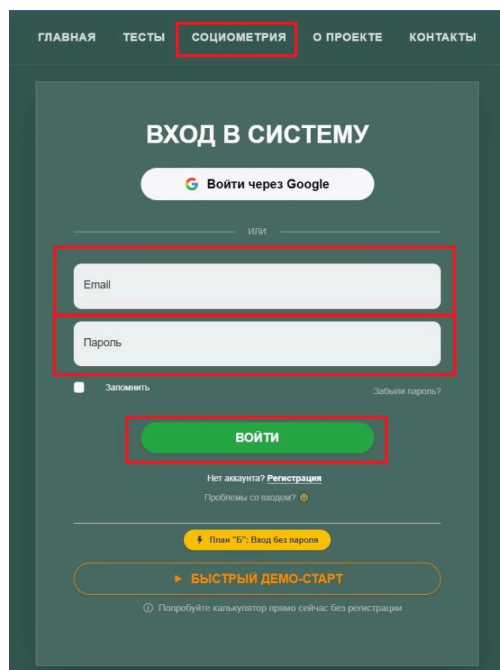 ГЛАВНАЯ ТЕСТЫ СОЦИОМЕТРИЯ О ПРОЕКТЕ КОНТАКТЫ
ВХОД В СИСТЕМУ
Войти через Google
ИЛИ
Email
Пароль
Запомнить Забыли пароль?
ВОЙТИ
Нет аккаунта? Регистрация
Проблемы со входом?
План "Б": Вход без пароля
БЫСТРЫЙ ДЕМО-СТАРТ
Попробуйте калькулятор прямо сейчас без регистрации